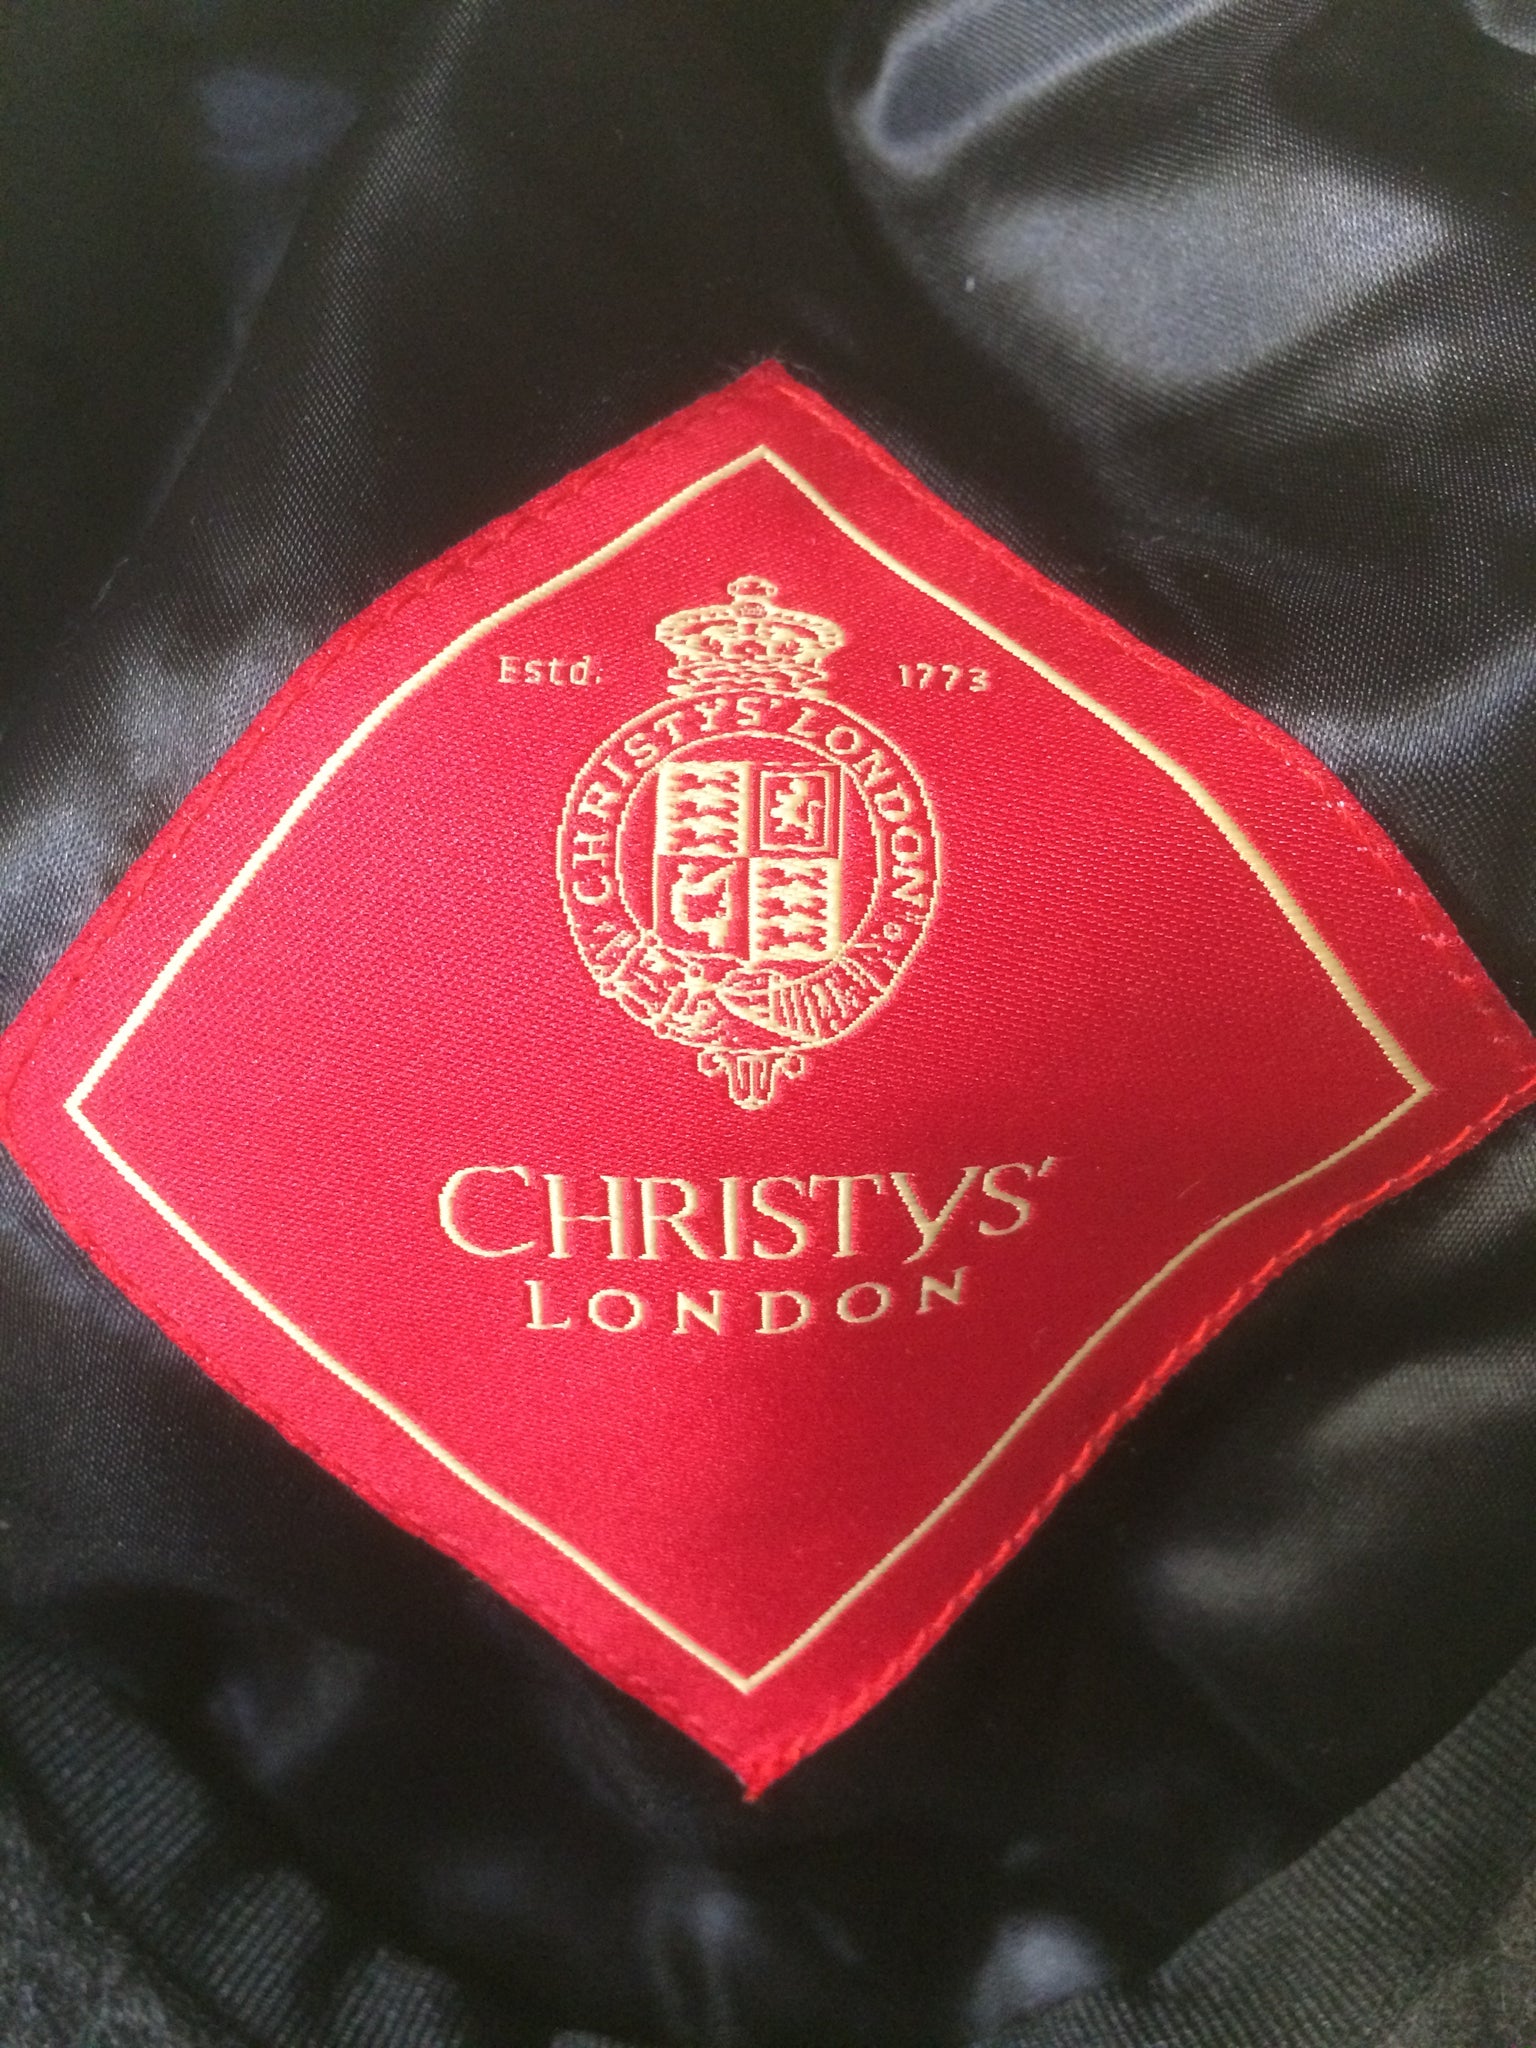 Estd. 1773
CHRISTYS' LONDON
CHRISTYS'
LONDON